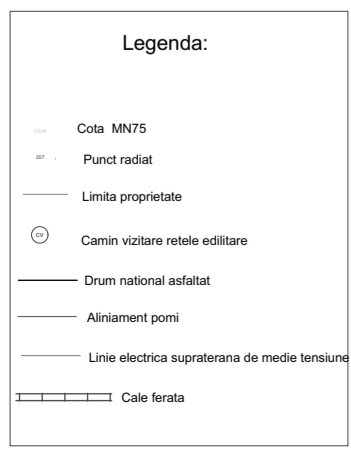 Legenda:
Cota MN75
207 Punct radiat
Limita proprietate
CV Camin vizitare retele edilitare
Drum national asfaltat
Aliniament pomi
Linie electrica supraterana de medie tensiune
Cale ferata